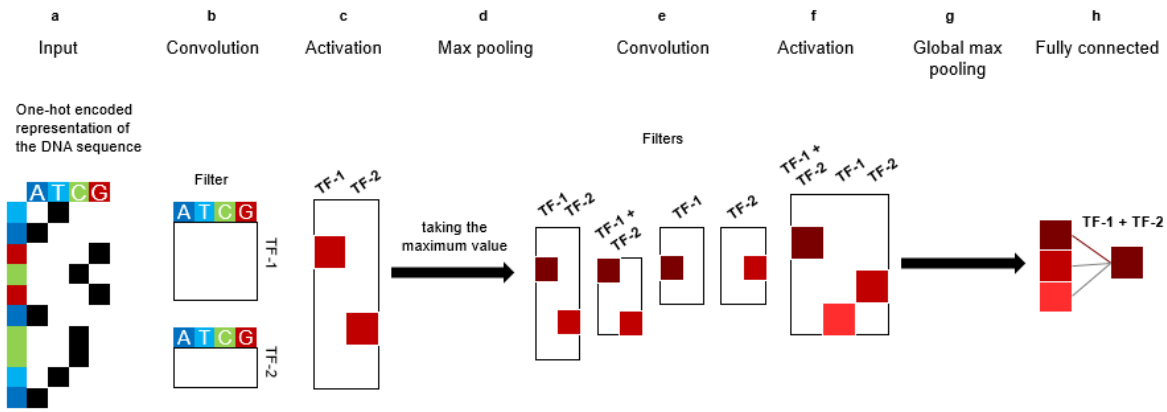 a b c d e f g h
Input Convolution Activation Max pooling Convolution Activation Global max Fully connected
pooling
One-hot encoded
representation of
the DNA sequence
A T C G
Filter
A T C G
TF-1
A T C G
TF-2
TF-1
TF-2
taking the
maximum value
TF-1
TF-2
Filters
TF-1 +
TF-2
TF-1
TF-2
TF-1 +
TF-2
TF-1
TF-2
TF-1 + TF-2